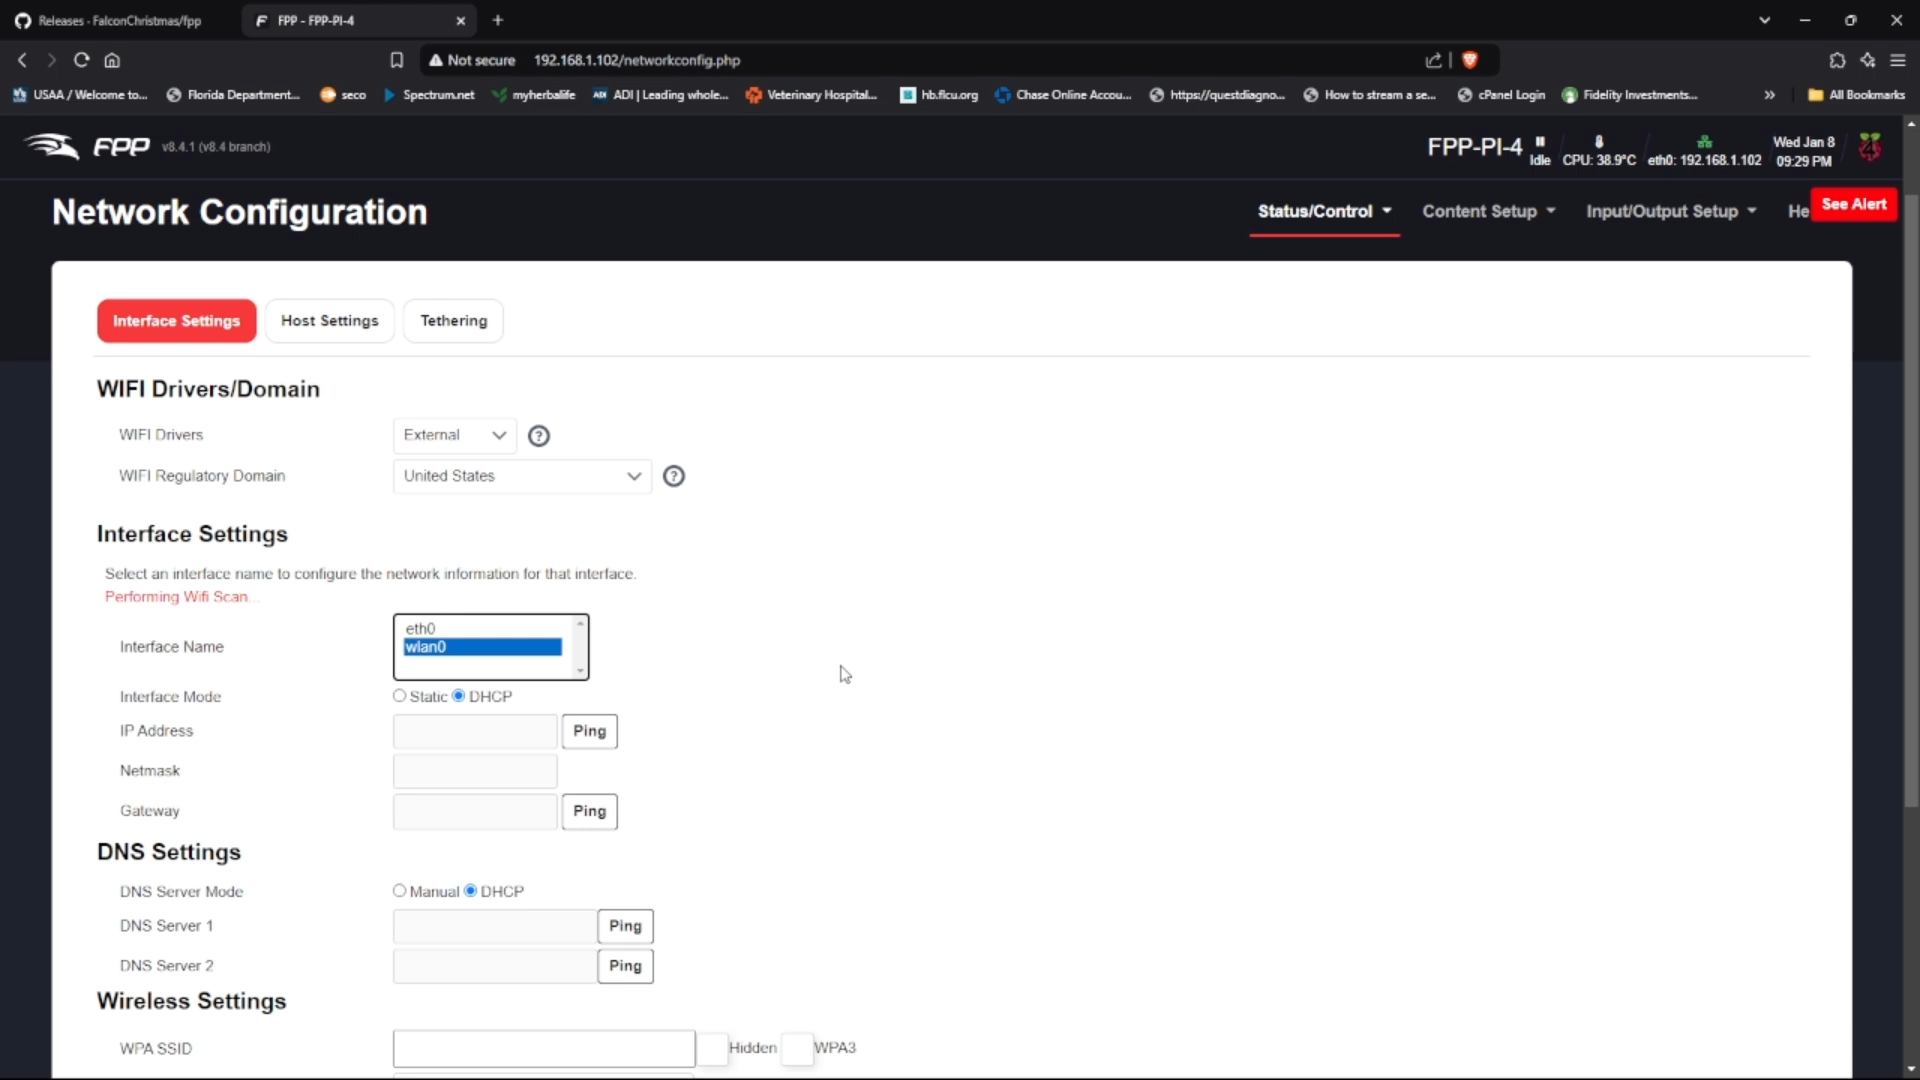 Releases · FalconChristmas/fpp
FPP - FPP-PI-4
Not secure 192.168.1.102/networkconfig.php
USAA / Welcome to...
Florida Department...
seco
Spectrum.net
myherbalife
ADI | Leading whole...
Veterinary Hospital...
hb.flcu.org
Chase Online Accou...
https://questdiagno...
How to stream a se...
cPanel Login
Fidelity Investments...
All Bookmarks
FPP v8.4.1 (v8.4 branch)
FPP-PI-4
Idle
CPU: 38.9°C
eth0: 192.168.1.102
Wed Jan 8
09:29 PM
Network Configuration
Status/Control
Content Setup
Input/Output Setup
He
See Alert
Interface Settings
Host Settings
Tethering
WIFI Drivers/Domain
WIFI Drivers
External
WIFI Regulatory Domain
United States
Interface Settings
Select an interface name to configure the network information for that interface.
Performing Wifi Scan...
Interface Name
eth0
wlan0
Interface Mode
Static DHCP
IP Address
Ping
Netmask
Gateway
Ping
DNS Settings
DNS Server Mode
Manual DHCP
DNS Server 1
Ping
DNS Server 2
Ping
Wireless Settings
WPA SSID
Hidden WPA3